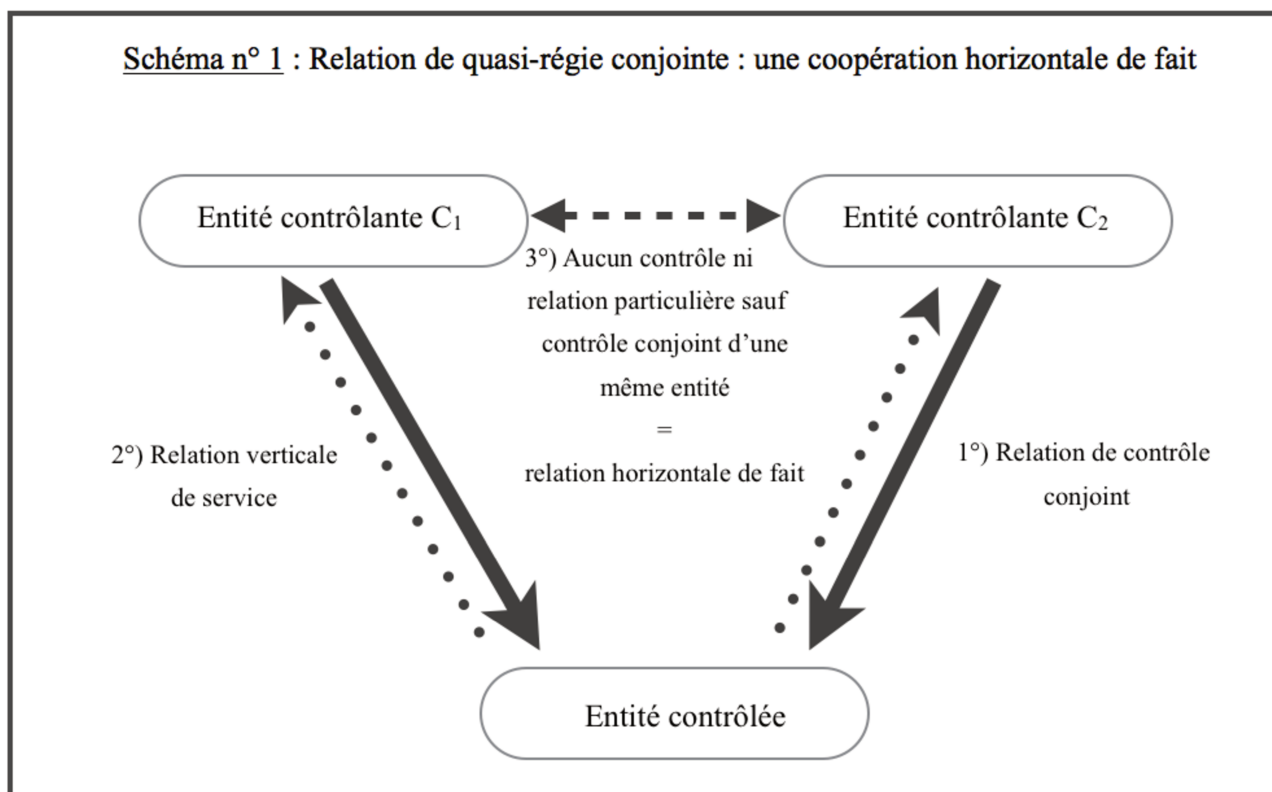 Schéma n° 1 : Relation de quasi-régie conjointe : une coopération horizontale de fait
Entité contrôlante C₁
Entité contrôlante C₂
3°) Aucun contrôle ni
relation particulière sauf
contrôle conjoint d’une
même entité
=
relation horizontale de fait
2°) Relation verticale
de service
1°) Relation de contrôle
conjoint
Entité contrôlée